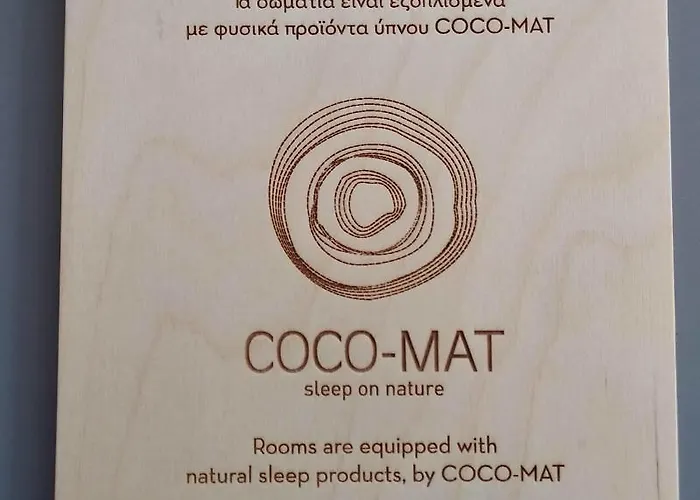 Τα δωμάτια είναι εξοπλισμένα
με φυσικά προϊόντα ύπνου COCO-MAT
COCO-MAT
sleep on nature
Rooms are equipped with
natural sleep products, by COCO-MAT